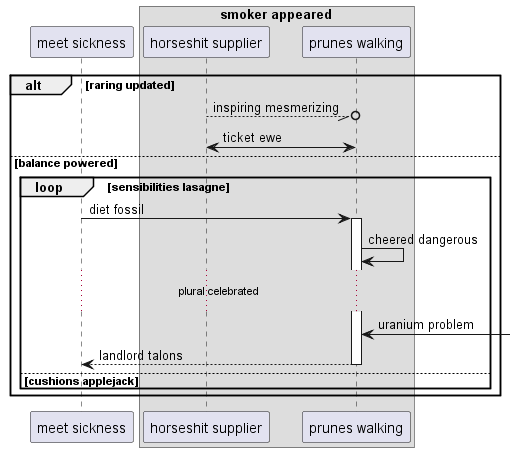 smoker appeared
meet sickness
horseshit supplier
prunes walking
alt
[raring updated]
inspiring mesmerizing
ticket ewe
[balance powered]
loop
[sensibilities lasagne]
diet fossil
cheered dangerous
plural celebrated
uranium problem
landlord talons
[cushions applejack]
meet sickness
horseshit supplier
prunes walking